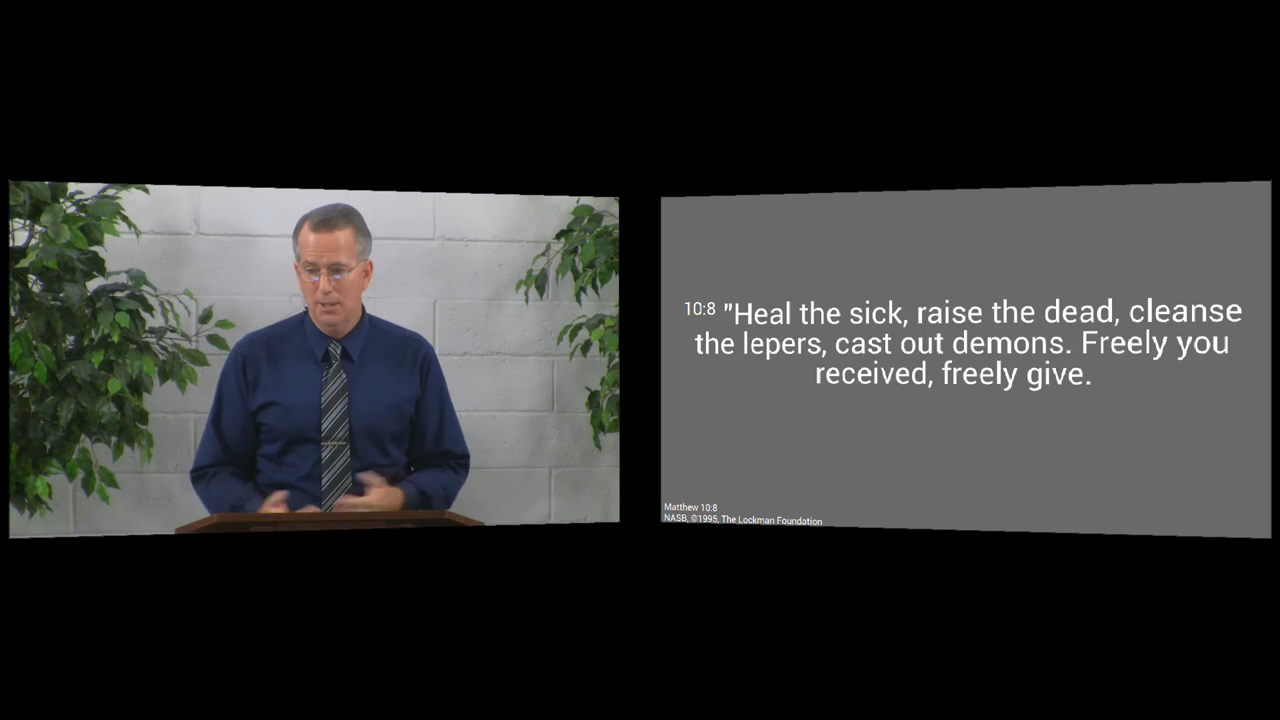 10:8 "Heal the sick, raise the dead, cleanse
the lepers, cast out demons. Freely you
received, freely give.
Matthew 10:8
NASB, ©1995, The Lockman Foundation